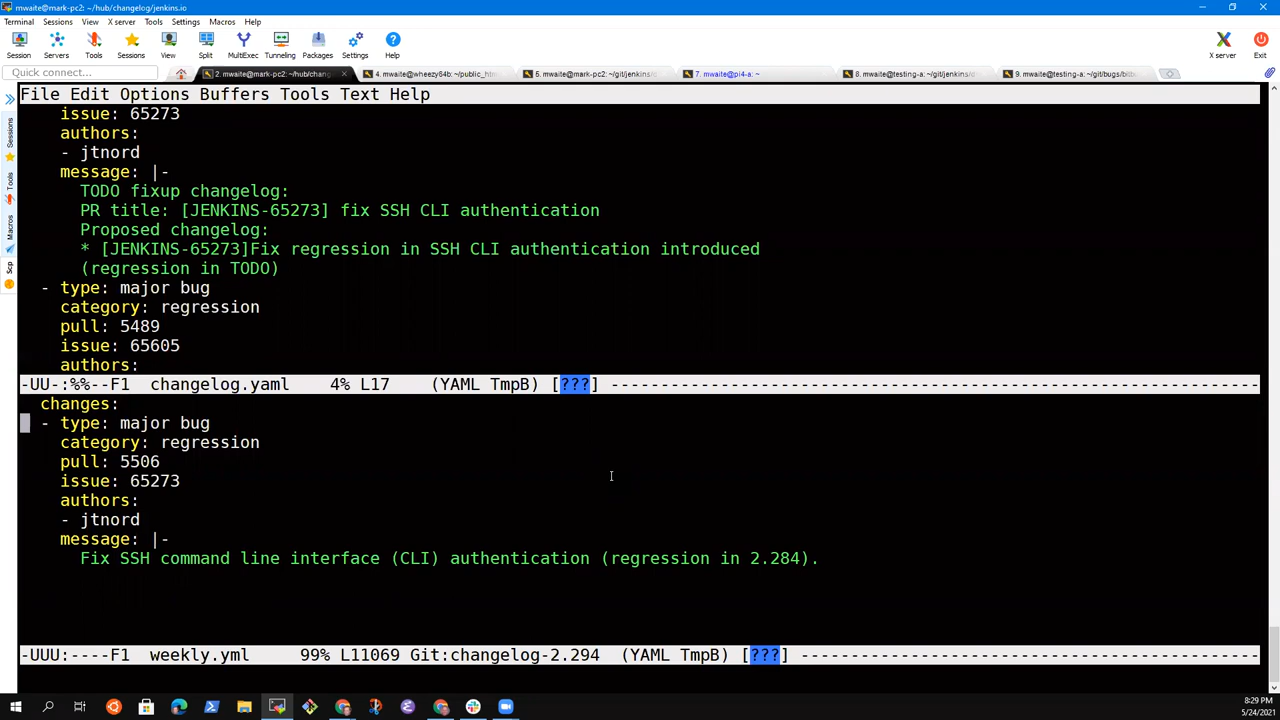 mwaite@mark-pc2: ~/hub/changelog/jenkins.io
Terminal Sessions View X server Tools Settings Macros Help
Session Servers Tools Sessions View Split MultiExec Tunneling Packages Settings Help X server Exit
Quick connect...
2. mwaite@mark-pc2: ~/hub/chang
4. mwaite@wheezy64b: ~/public_htm
5. mwaite@mark-pc2: ~/git/jenkins/
7. mwaite@pi4-a: ~
8. mwaite@testing-a: ~/git/jenkins/
9. mwaite@testing-a: ~/git/bugs/
Sessions
Tools
Macros
Scp
File Edit Options Buffers Tools Text Help
issue: 65273
authors:
- jtnord
message: |-
TODO fixup changelog:
PR title: [JENKINS-65273] fix SSH CLI authentication
Proposed changelog:
* [JENKINS-65273]Fix regression in SSH CLI authentication introduced
(regression in TODO)
- type: major bug
category: regression
pull: 5489
issue: 65605
authors:
-UU-:%%--F1 changelog.yaml 4% L17 (YAML TmpB) [???] ------------------------------------------------------------------
changes:
- type: major bug
category: regression
pull: 5506
issue: 65273
authors:
- jtnord
message: |-
Fix SSH command line interface (CLI) authentication (regression in 2.284).
-UUU:----F1 weekly.yml 99% L11069 Git:changelog-2.294 (YAML TmpB) [???] -----------------------------------------------
8:29 PM
5/24/2021